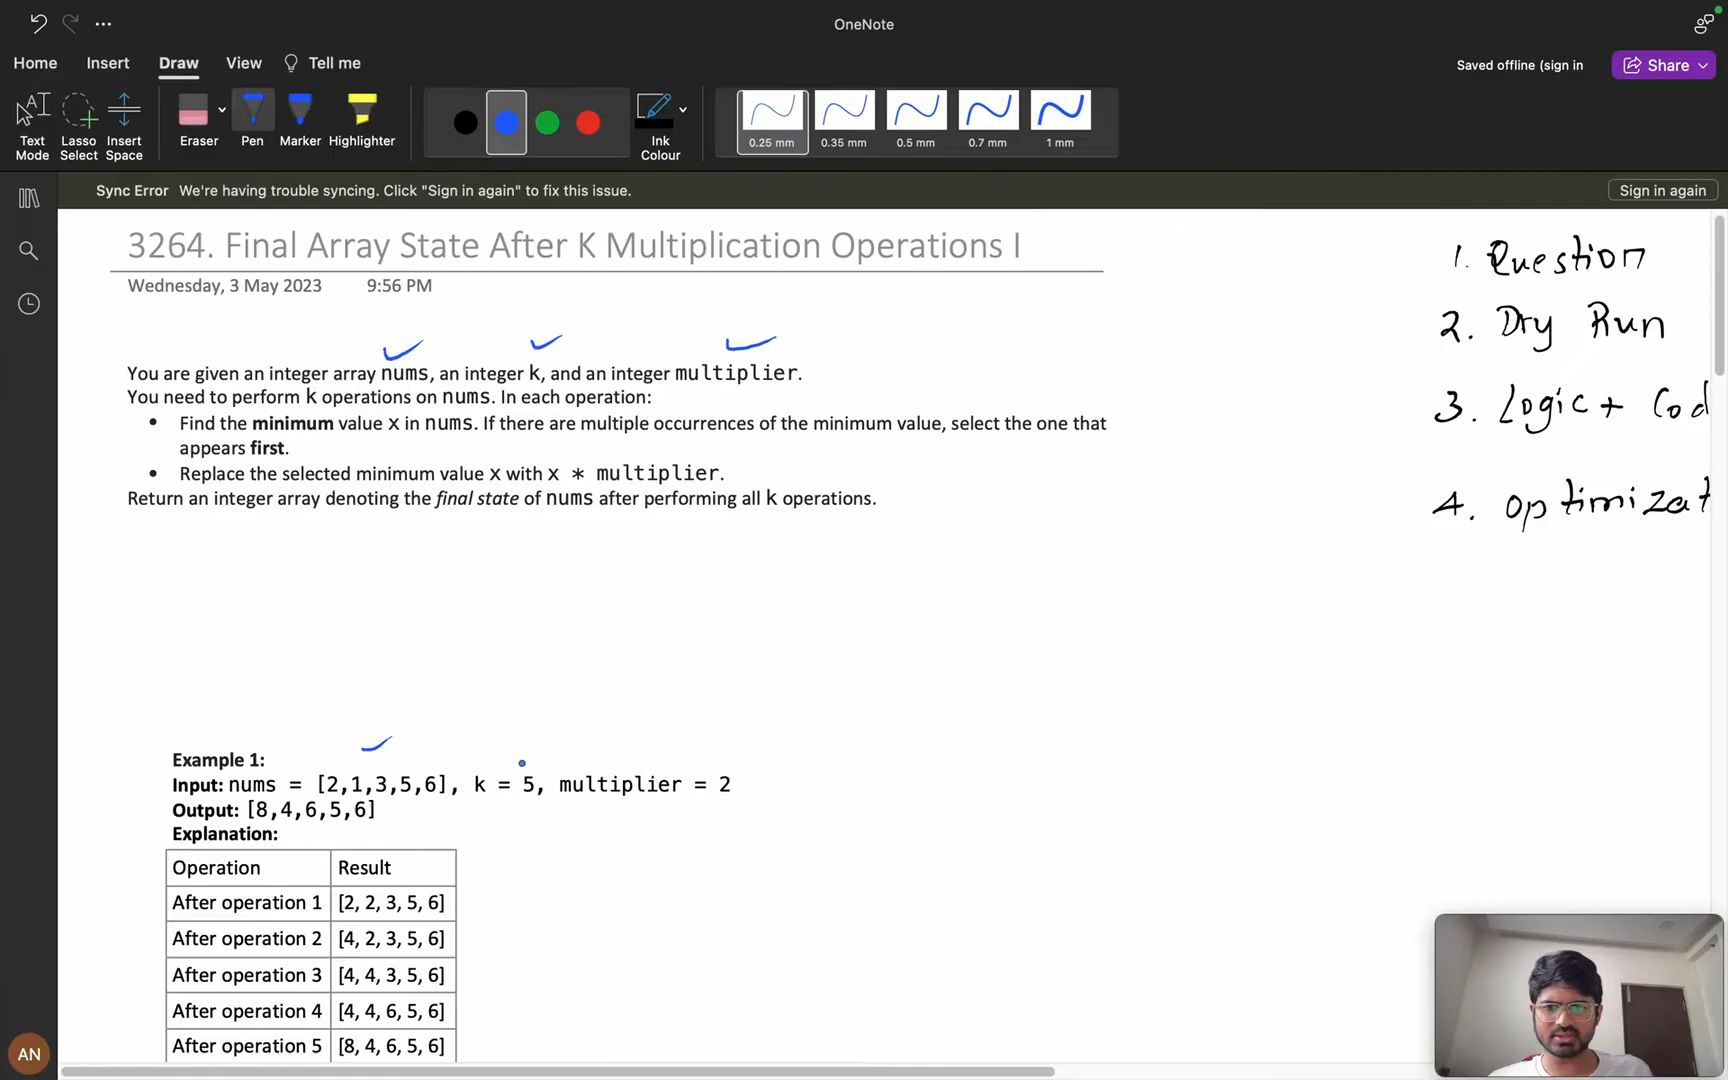 OneNote
Home Insert Draw View Tell me
Saved offline (sign in
Share
Text Mode
Lasso Select
Insert Space
Eraser
Pen
Marker
Highlighter
Ink Colour
0.25 mm
0.35 mm
0.5 mm
0.7 mm
1 mm
Sync Error We're having trouble syncing. Click "Sign in again" to fix this issue.
Sign in again
3264. Final Array State After K Multiplication Operations I
Wednesday, 3 May 2023 9:56 PM
You are given an integer array nums, an integer k, and an integer multiplier.
You need to perform k operations on nums. In each operation:
• Find the minimum value x in nums. If there are multiple occurrences of the minimum value, select the one that
appears first.
• Replace the selected minimum value x with x * multiplier.
Return an integer array denoting the final state of nums after performing all k operations.
1. Question
2. Dry Run
3. Logic + Cod
4. optimizat
Example 1:
Input: nums = [2,1,3,5,6], k = 5, multiplier = 2
Output: [8,4,6,5,6]
Explanation:
Operation Result
After operation 1 [2, 2, 3, 5, 6]
After operation 2 [4, 2, 3, 5, 6]
After operation 3 [4, 4, 3, 5, 6]
After operation 4 [4, 4, 6, 5, 6]
After operation 5 [8, 4, 6, 5, 6]
AN